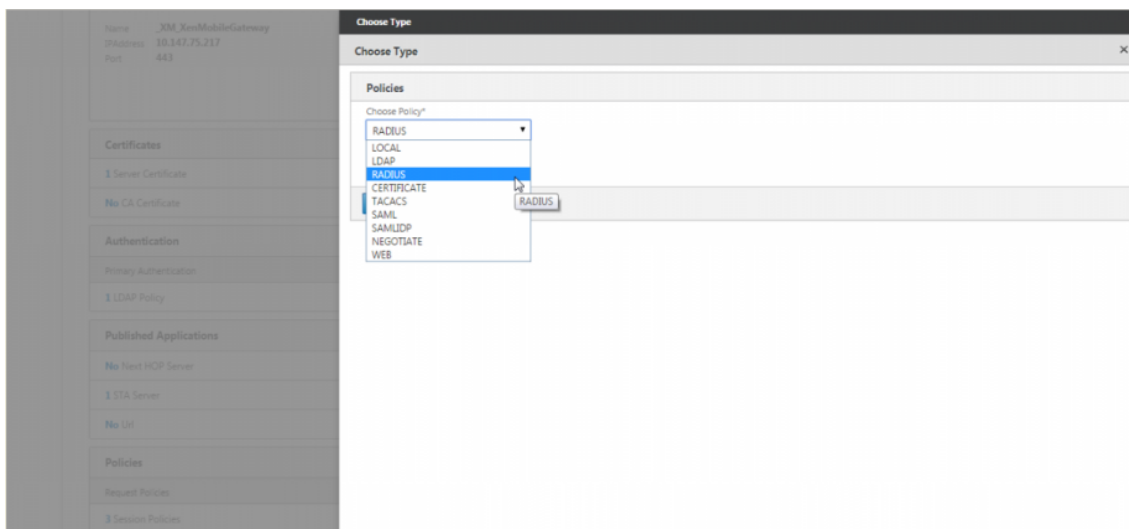 Name _XM_XenMobileGateway
IPAddress 10.147.75.217
Port 443
Certificates
1 Server Certificate
No CA Certificate
Authentication
Primary Authentication
1 LDAP Policy
Published Applications
No Next HOP Server
1 STA Server
No Url
Policies
Request Policies
3 Session Policies
Choose Type
Choose Type
×
Policies
Choose Policy*
RADIUS
LOCAL
LDAP
RADIUS
CERTIFICATE
TACACS
SAML
SAMLIDP
NEGOTIATE
WEB
RADIUS